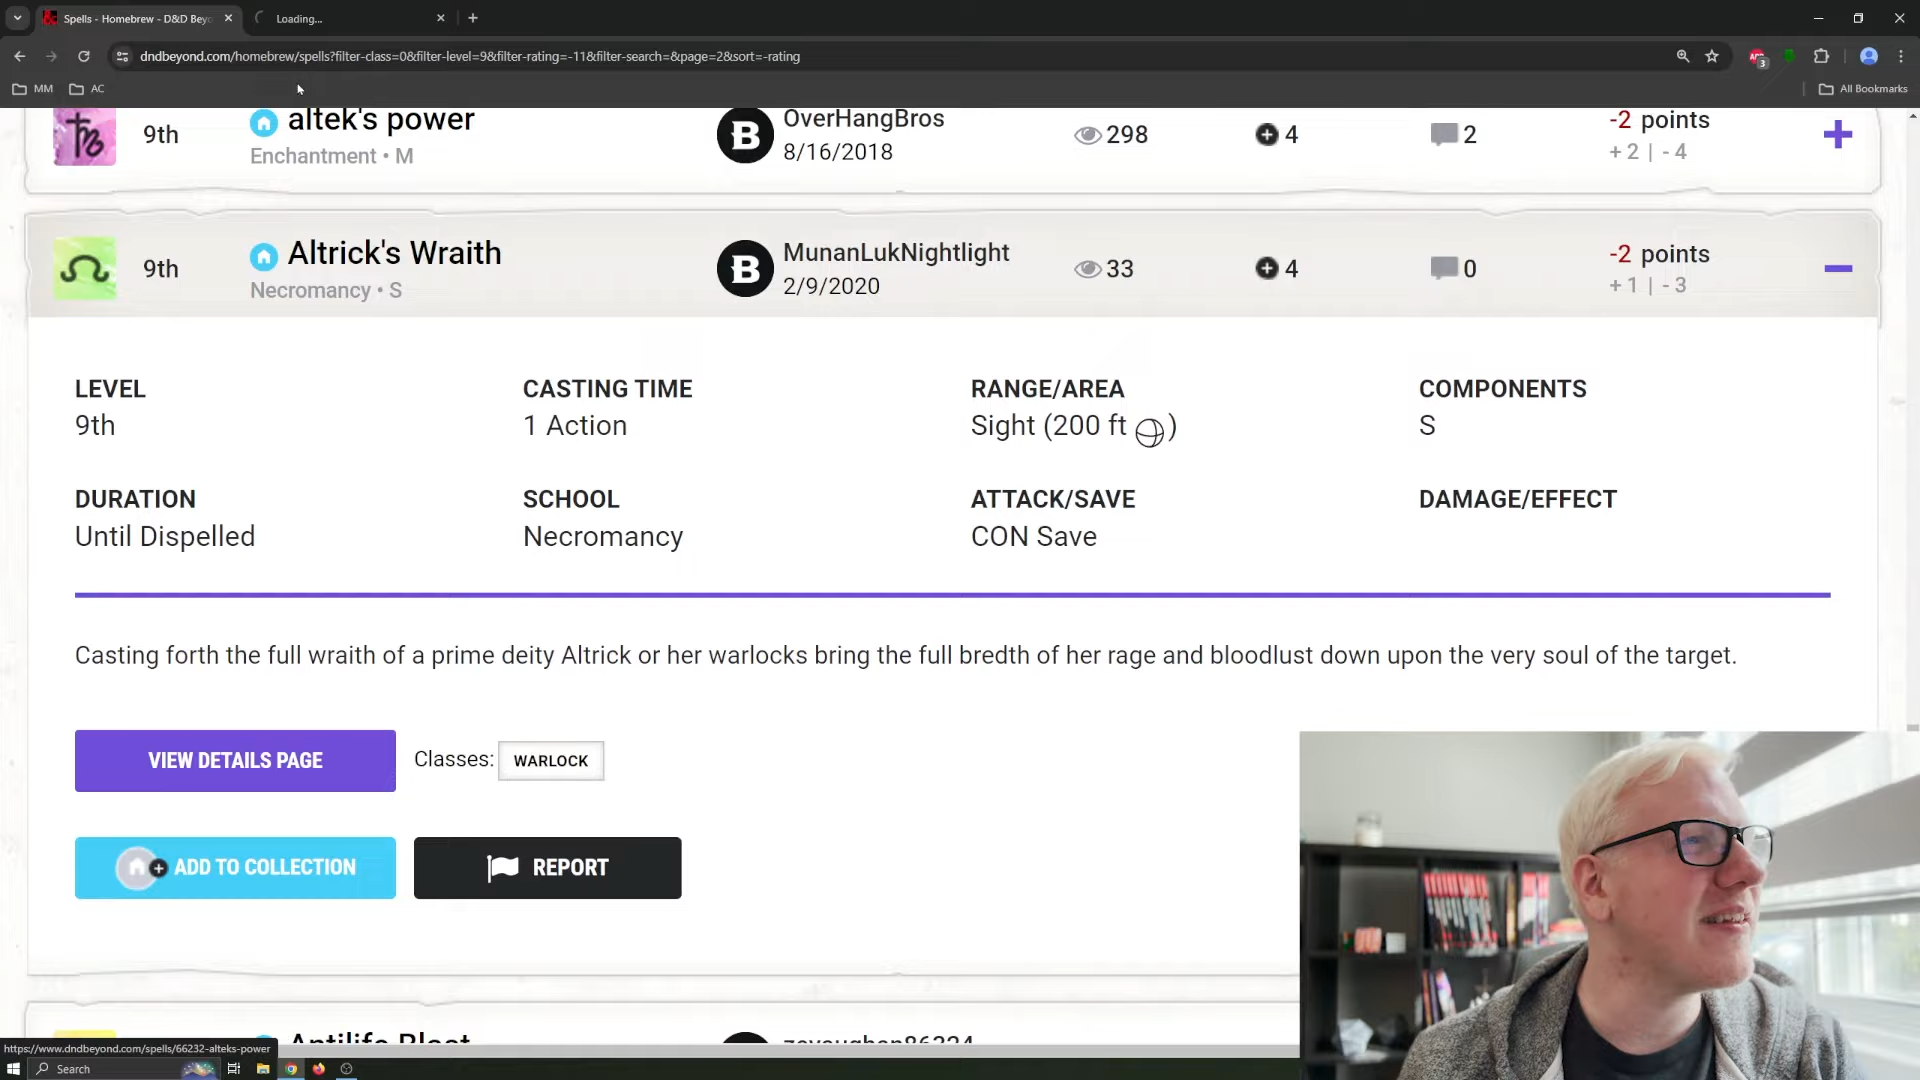 Spells - Homebrew - D&D Bey
Loading...
dndbeyond.com/homebrew/spells?filter-class=0&filter-level=9&filter-rating=-11&filter-search=&page=2&sort=-rating
3
MM
AC
All Bookmarks
9th
altek's power
Enchantment • M
B
OverHangBros
8/16/2018
298
4
2
-2 points
+ 2 | - 4
9th
Altrick's Wraith
Necromancy • S
B
MunanLukNightlight
2/9/2020
33
4
0
-2 points
+ 1 | - 3
LEVEL
9th
CASTING TIME
1 Action
RANGE/AREA
Sight (200 ft )
COMPONENTS
S
DURATION
Until Dispelled
SCHOOL
Necromancy
ATTACK/SAVE
CON Save
DAMAGE/EFFECT
Casting forth the full wraith of a prime deity Altrick or her warlocks bring the full bredth of her rage and bloodlust down upon the very soul of the target.
VIEW DETAILS PAGE
Classes: WARLOCK
ADD TO COLLECTION
REPORT
Antilife Blast
https://www.dndbeyond.com/spells/66232-alteks-power
Search